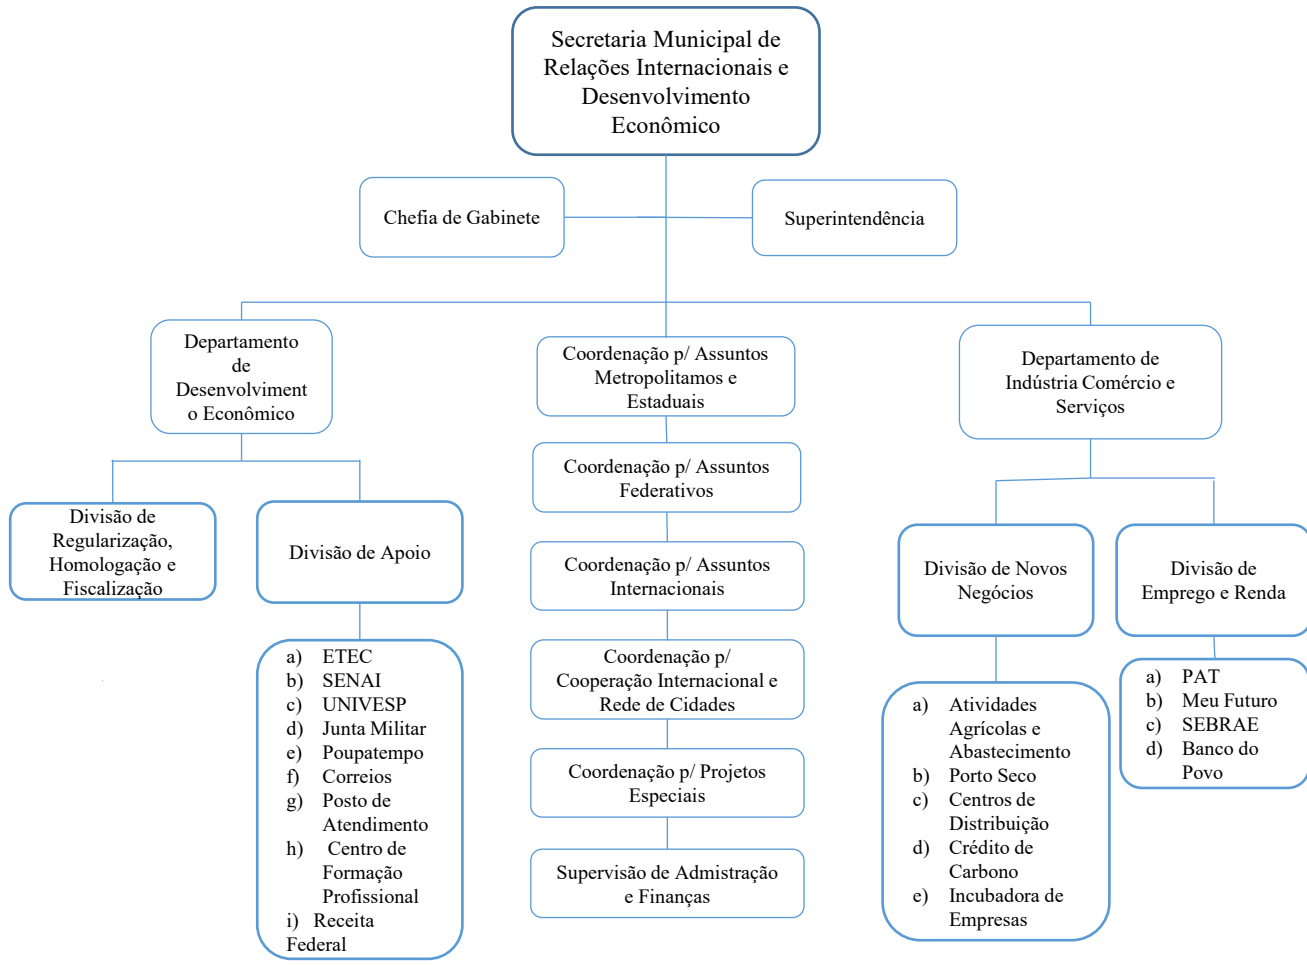 Secretaria Municipal de
Relações Internacionais e
Desenvolvimento
Econômico
Chefia de Gabinete
Superintendência
Departamento
de
Desenvolviment
o Econômico
Coordenação p/ Assuntos
Metropolitamos e
Estaduais
Departamento de
Indústria Comércio e
Serviços
Coordenação p/ Assuntos
Federativos
Divisão de
Regularização,
Homologação e
Fiscalização
Divisão de Apoio
Coordenação p/ Assuntos
Internacionais
Divisão de Novos
Negócios
Divisão de
Emprego e Renda
a) ETEC
b) SENAI
c) UNIVESP
d) Junta Militar
e) Poupatempo
f) Correios
g) Posto de
Atendimento
h) Centro de
Formação
Profissional
i) Receita
Federal
Coordenação p/
Cooperação Internacional e
Rede de Cidades
Coordenação p/ Projetos
Especiais
Supervisão de Admistração
e Finanças
a) Atividades
Agrícolas e
Abastecimento
b) Porto Seco
c) Centros de
Distribuição
d) Crédito de
Carbono
e) Incubadora de
Empresas
a) PAT
b) Meu Futuro
c) SEBRAE
d) Banco do
Povo